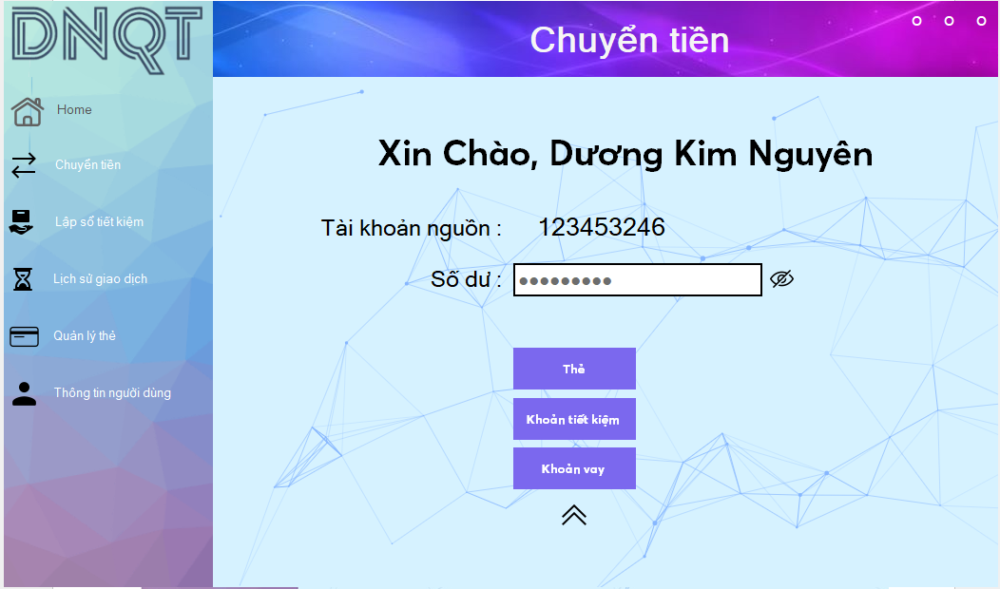 DNQT
Chuyển tiền
Home
Chuyển tiền
Lập sổ tiết kiệm
Lịch sử giao dịch
Quản lý thẻ
Thông tin người dùng
Xin Chào, Dương Kim Nguyên
Tài khoản nguồn : 123453246
Số dư : ●●●●●●●●●
Thẻ
Khoản tiết kiệm
Khoản vay